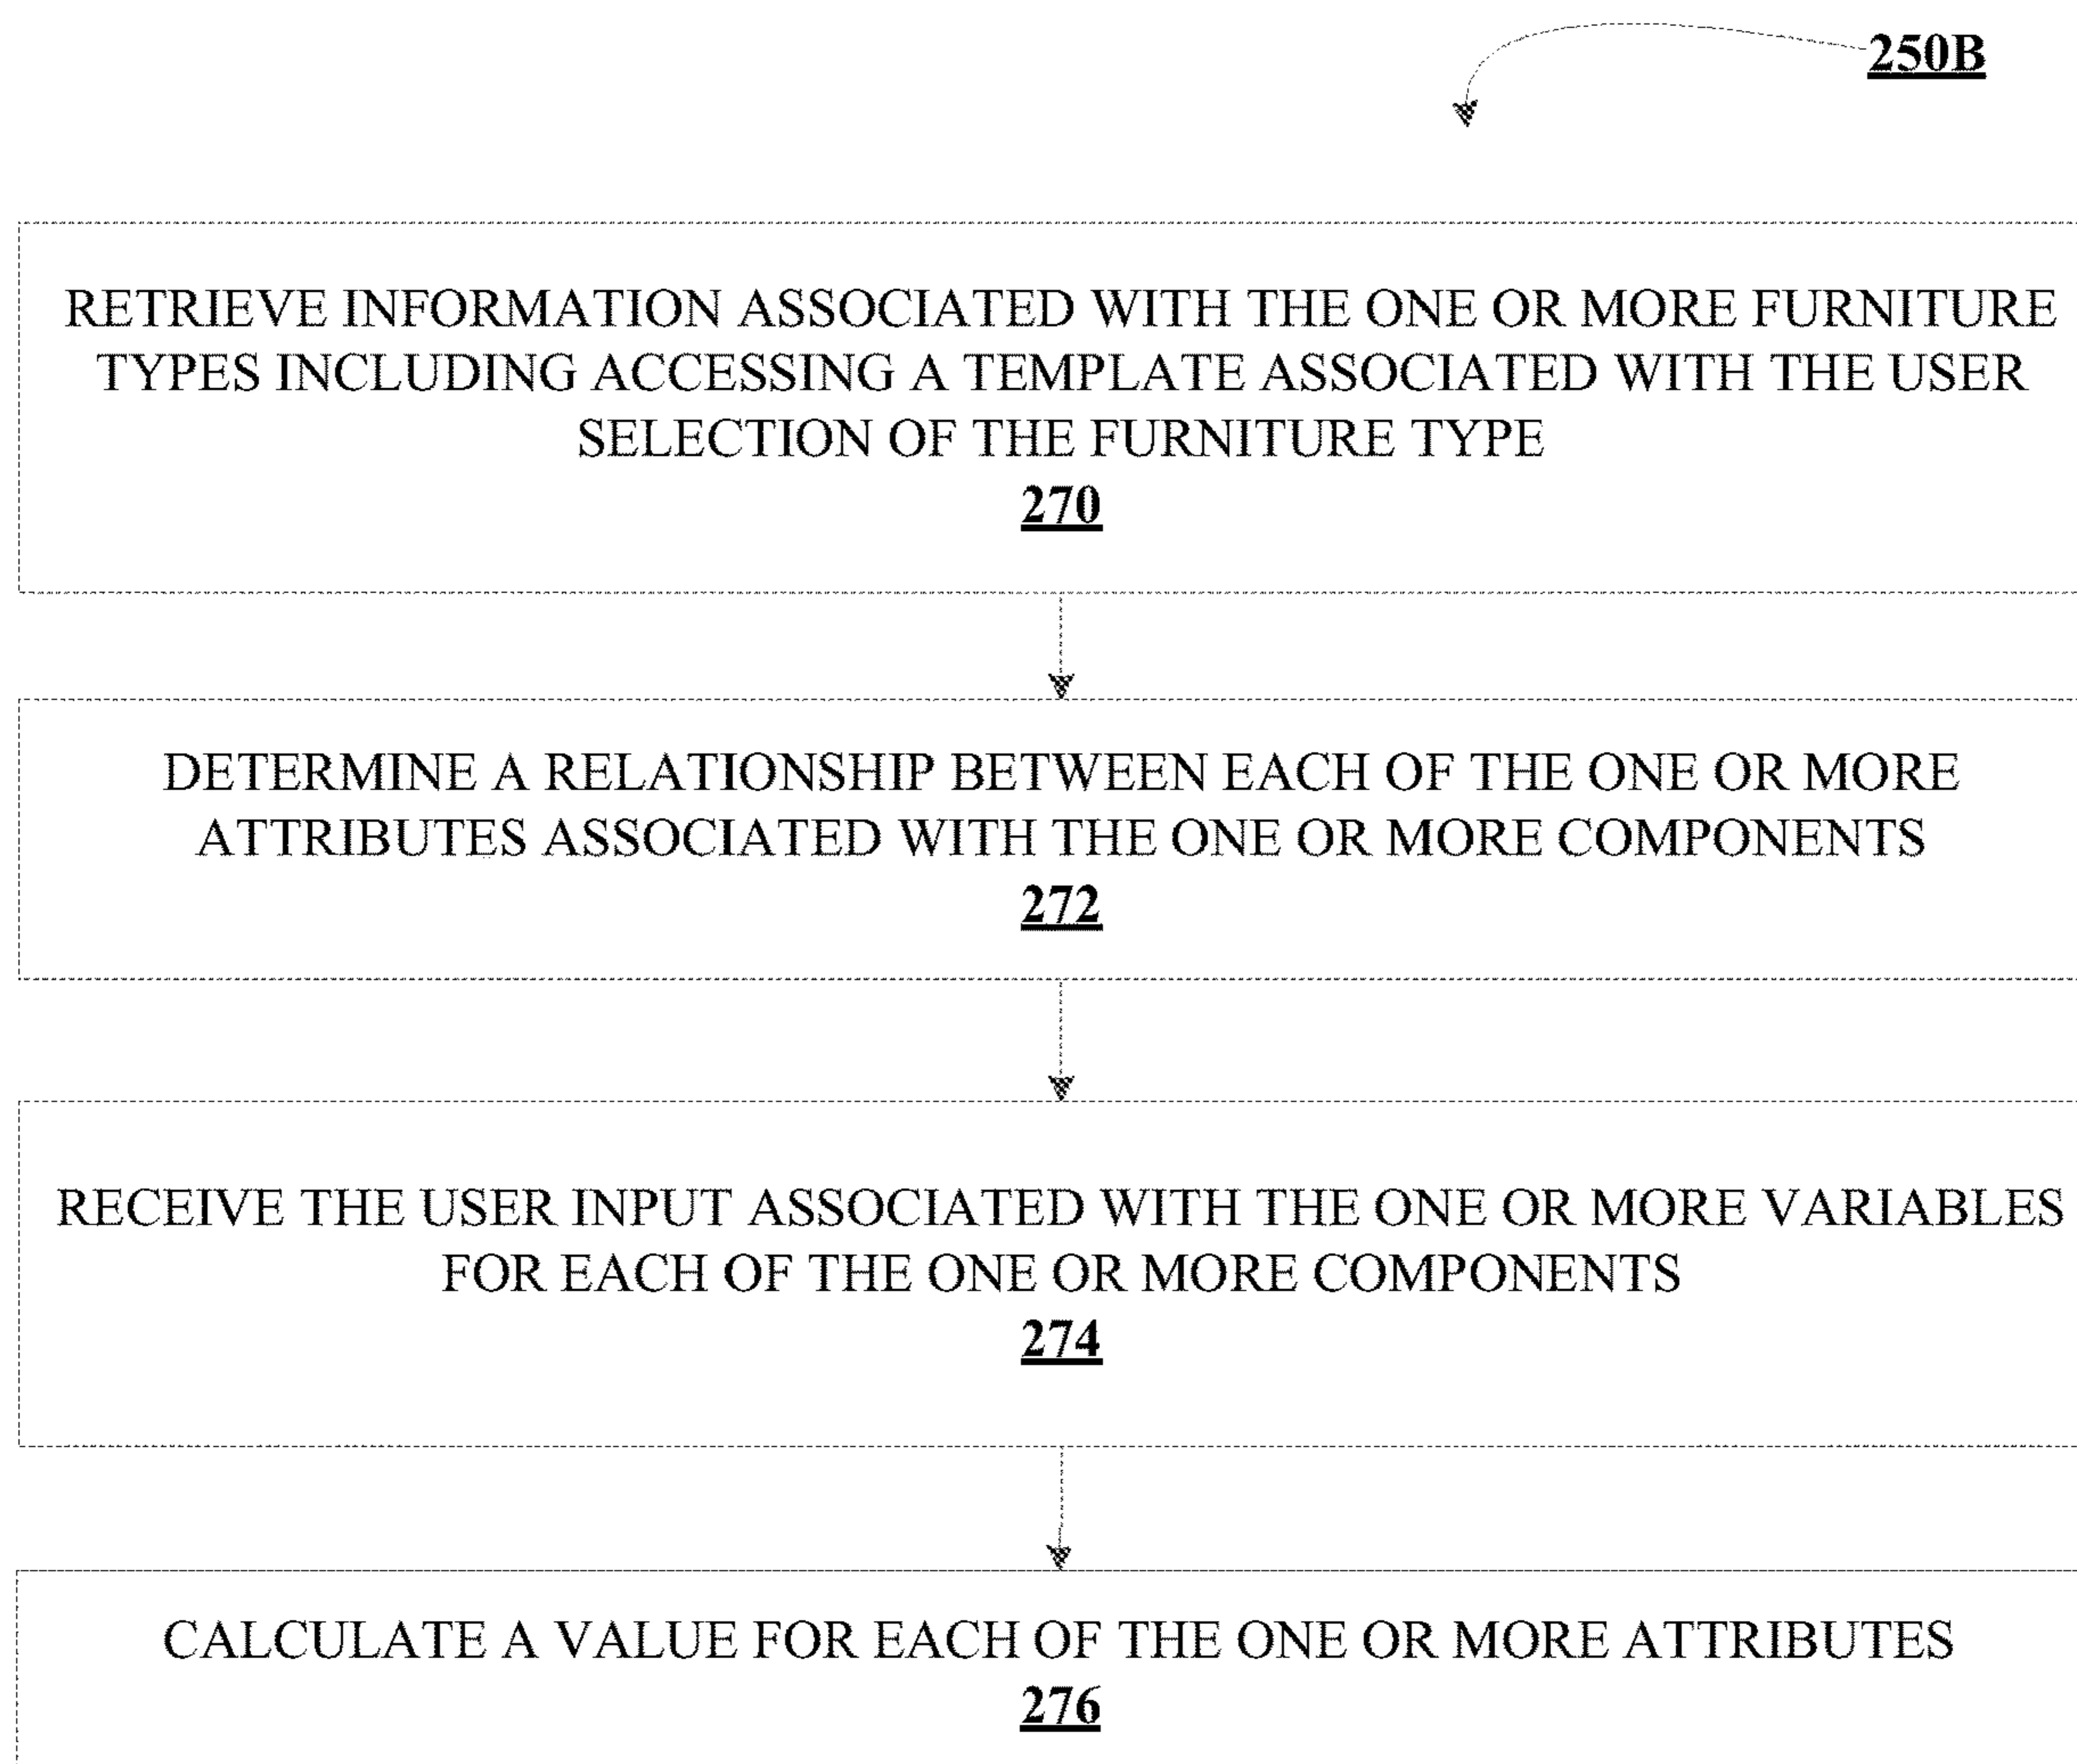 250B
RETRIEVE INFORMATION ASSOCIATED WITH THE ONE OR MORE FURNITURE
TYPES INCLUDING ACCESSING A TEMPLATE ASSOCIATED WITH THE USER
SELECTION OF THE FURNITURE TYPE
270
DETERMINE A RELATIONSHIP BETWEEN EACH OF THE ONE OR MORE
ATTRIBUTES ASSOCIATED WITH THE ONE OR MORE COMPONENTS
272
RECEIVE THE USER INPUT ASSOCIATED WITH THE ONE OR MORE VARIABLES
FOR EACH OF THE ONE OR MORE COMPONENTS
274
CALCULATE A VALUE FOR EACH OF THE ONE OR MORE ATTRIBUTES
276